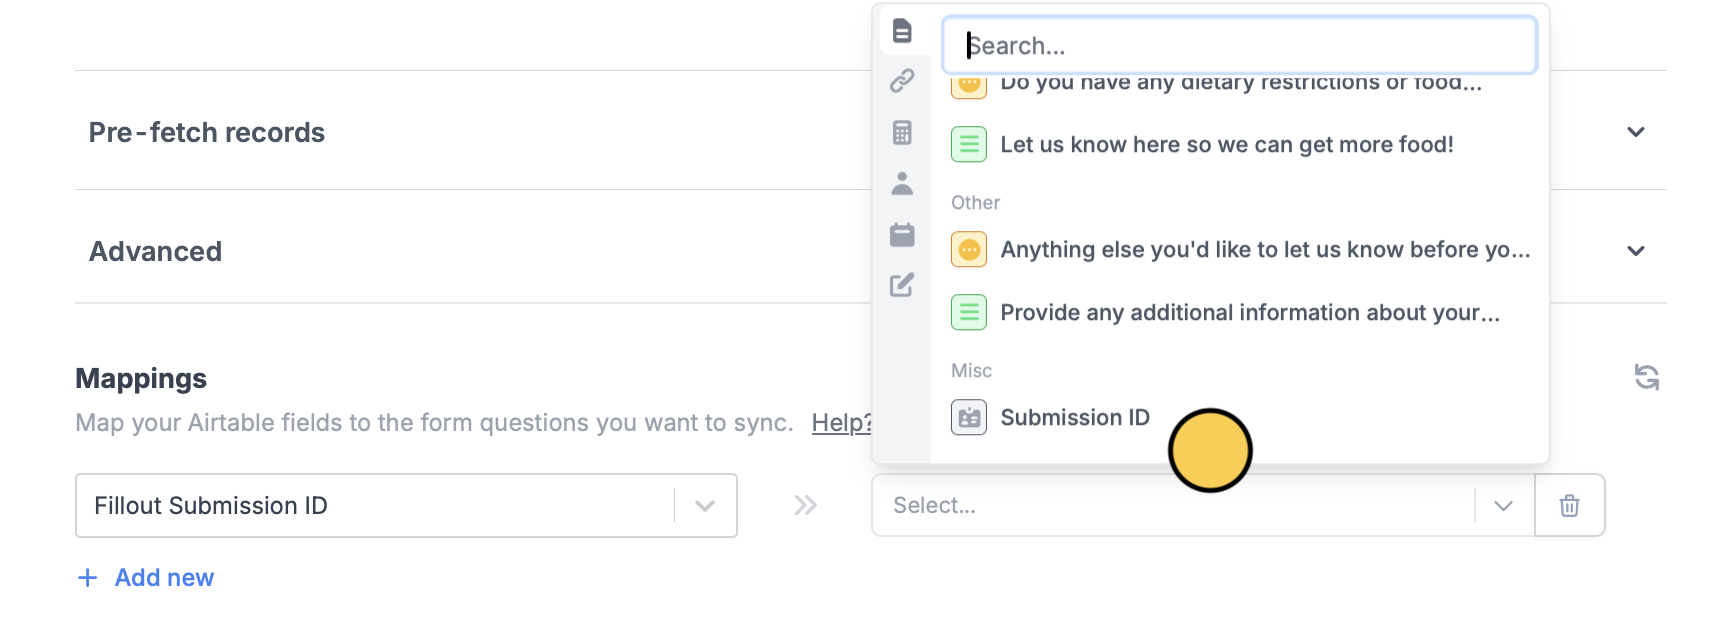 Search...
Do you have any dietary restrictions or food...
Let us know here so we can get more food!
Other
Anything else you'd like to let us know before yo...
Provide any additional information about your...
Misc
Submission ID
Pre-fetch records
Advanced
Mappings
Map your Airtable fields to the form questions you want to sync. Help?
Fillout Submission ID
Select...
+ Add new